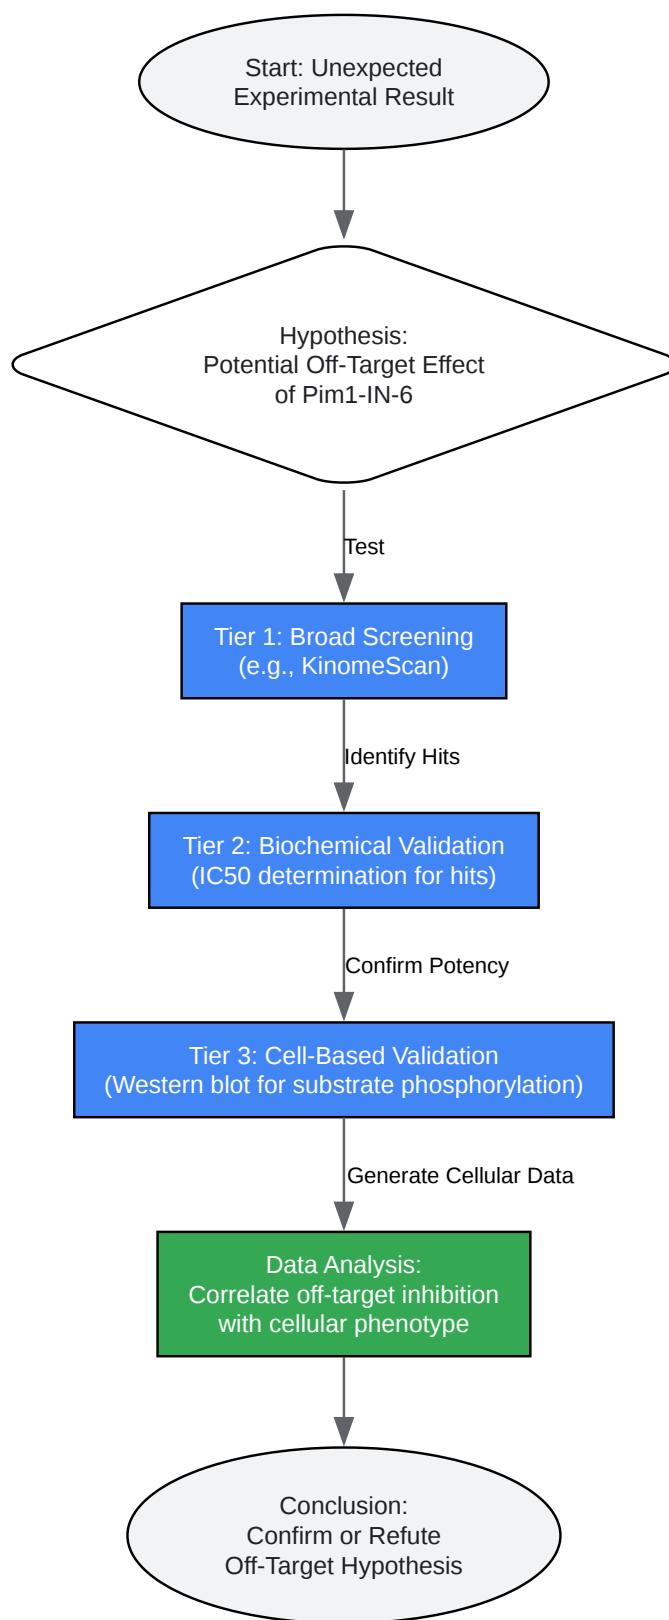 Start: Unexpected
Experimental Result
Hypothesis:
Potential Off-Target Effect
of Pim1-IN-6
Test
Tier 1: Broad Screening
(e.g., KinomeScan)
Identify Hits
Tier 2: Biochemical Validation
(IC50 determination for hits)
Confirm Potency
Tier 3: Cell-Based Validation
(Western blot for substrate phosphorylation)
Generate Cellular Data
Data Analysis:
Correlate off-target inhibition
with cellular phenotype
Conclusion:
Confirm or Refute
Off-Target Hypothesis